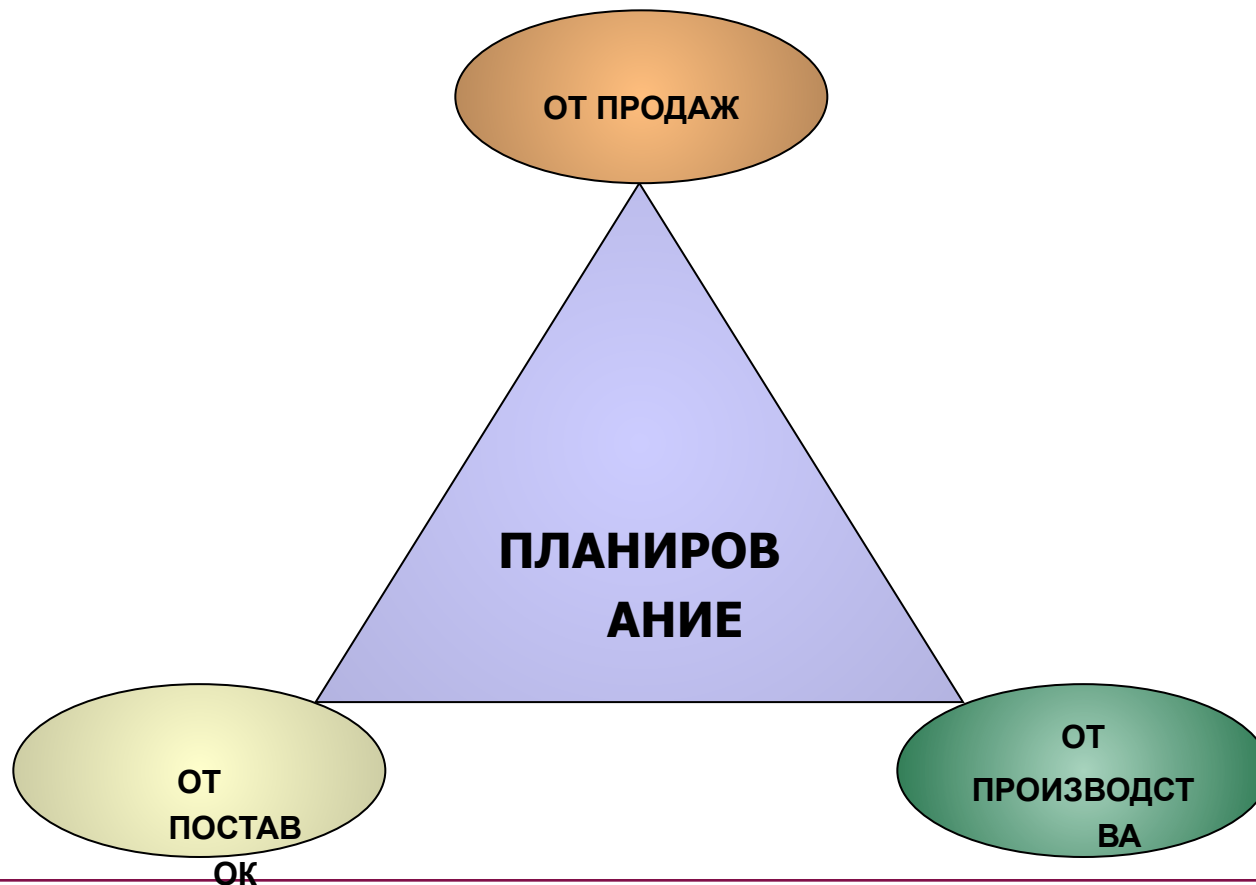 ОТ ПРОДАЖ
ПЛАНИРОВ
АНИЕ
ОТ
ПОСТАВ
ОК
ОТ
ПРОИЗВОДСТ
ВА